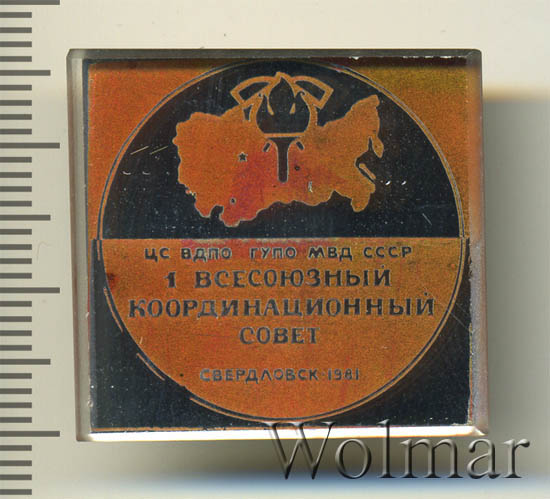 ЦС ВДПО ГУПО МВД СССР
1 ВСЕСОЮЗНЫЙ
КООРДИНАЦИОННЫЙ
СОВЕТ
СВЕРДЛОВСК·1981
Wolmar